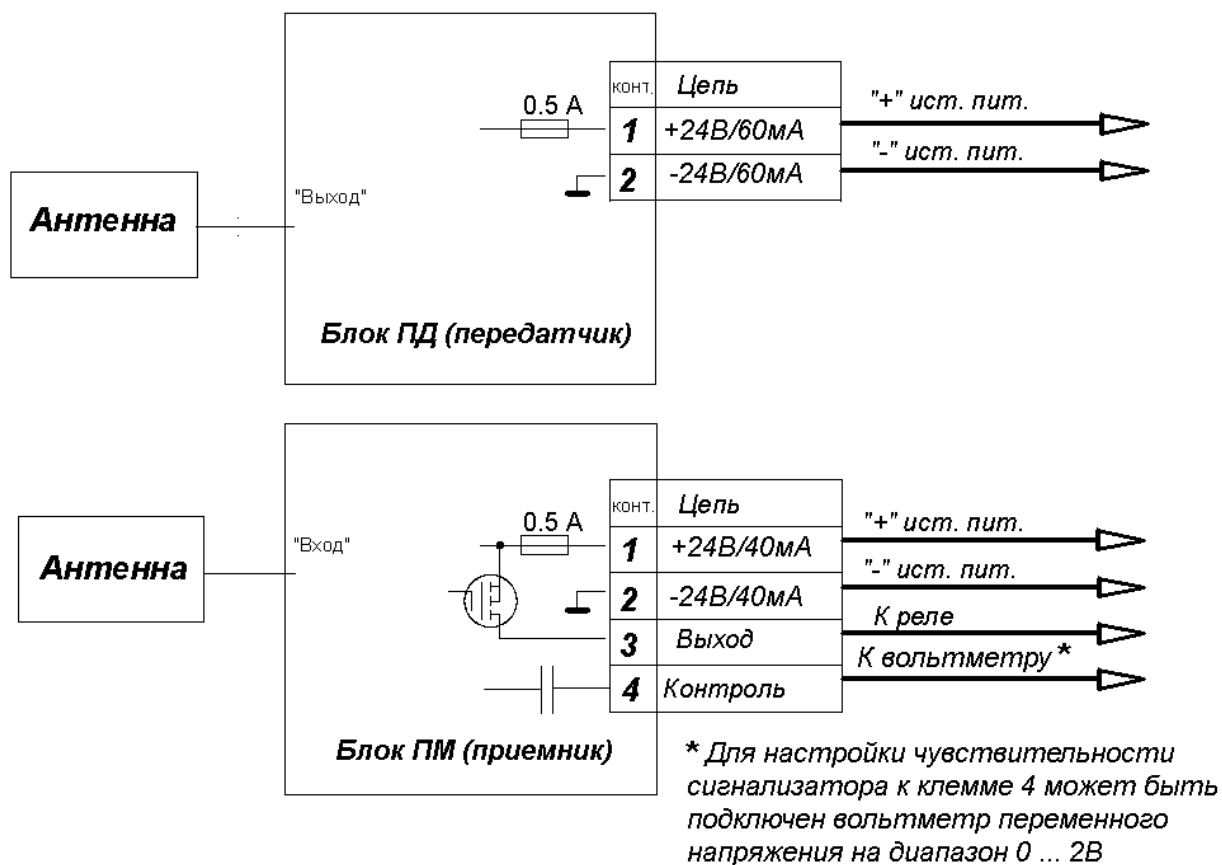 конт. Цепь
0.5 А
1 +24В/60мА "+" ист. пит.
2 -24В/60мА "-" ист. пит.
"Выход"
Антенна
Блок ПД (передатчик)
конт. Цепь
0.5 А
1 +24В/40мА "+" ист. пит.
"Вход"
Антенна
2 -24В/40мА "-" ист. пит.
3 Выход К реле
4 Контроль К вольтметру *
Блок ПМ (приемник)
* Для настройки чувствительности
сигнализатора к клемме 4 может быть
подключен вольтметр переменного
напряжения на диапазон 0 ... 2В